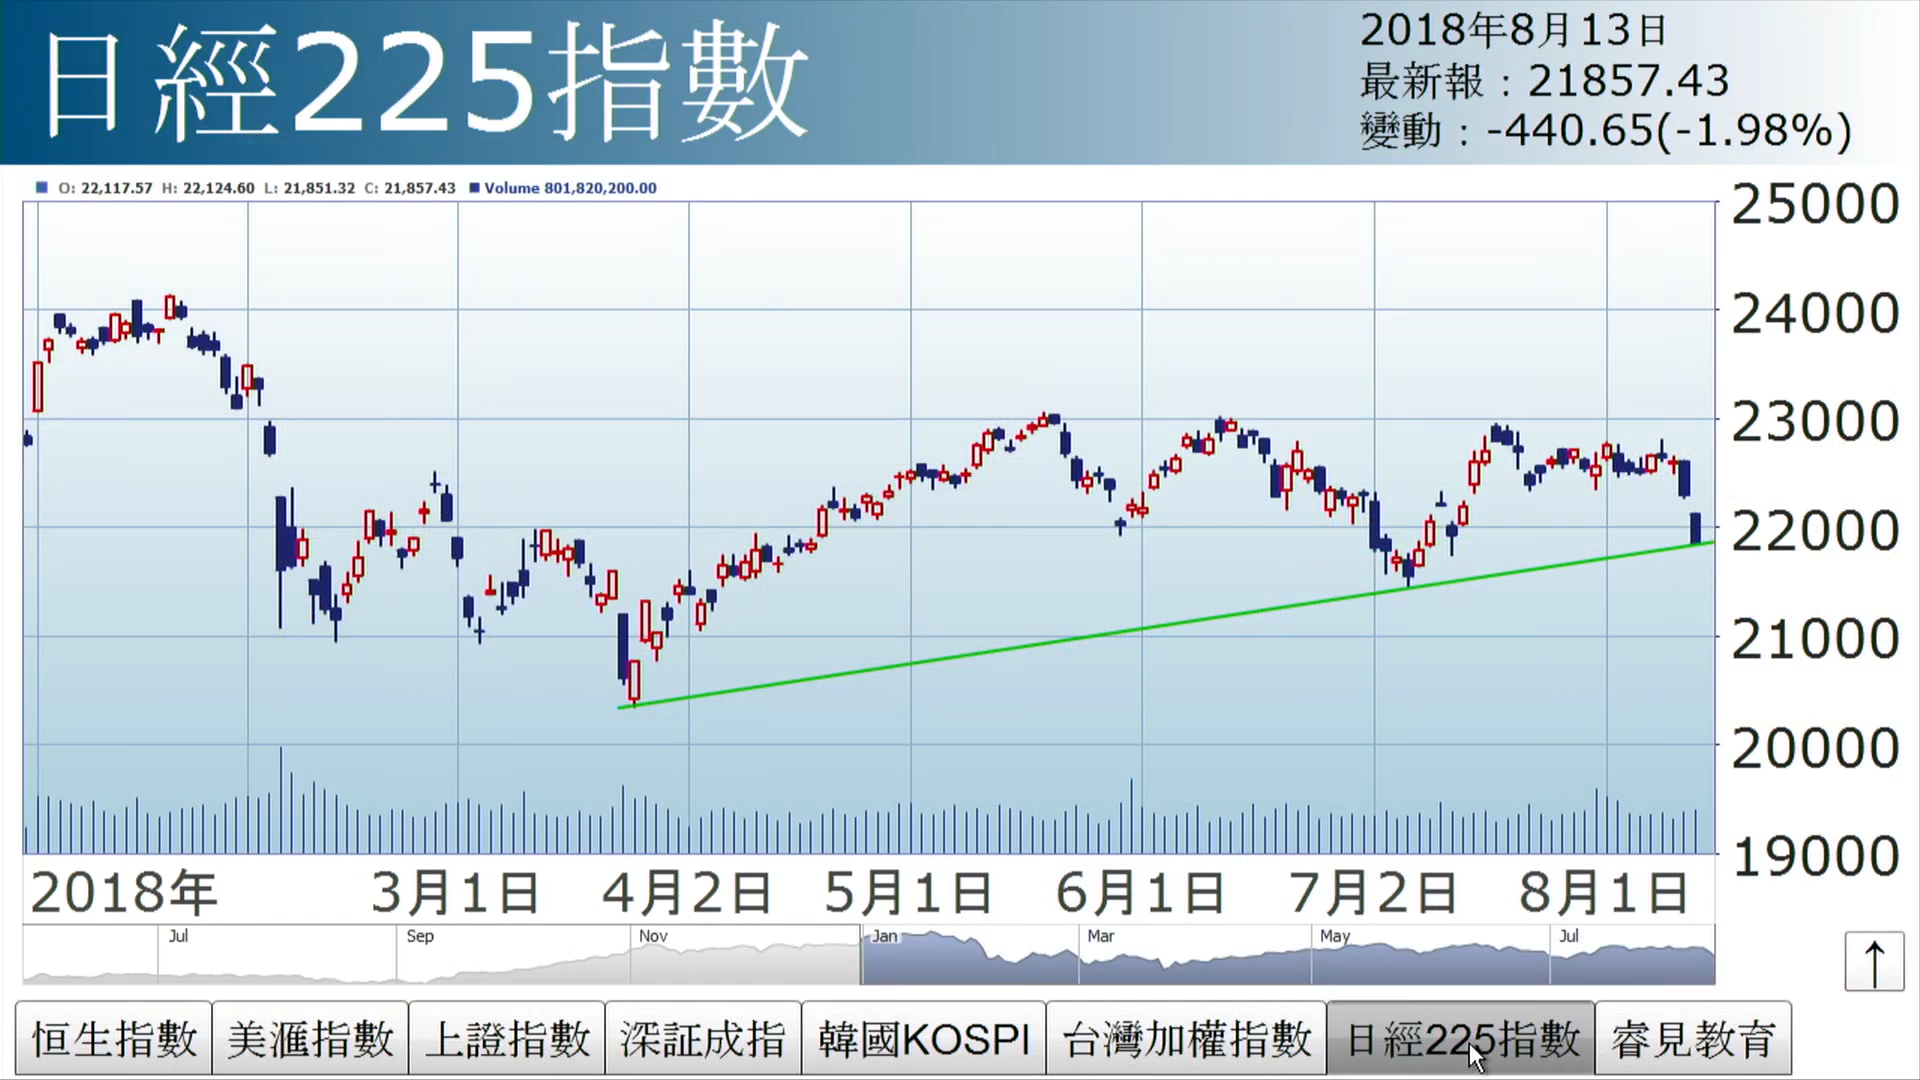 日經225指數
2018年8月13日
最新報：21857.43
變動：-440.65(-1.98%)
O: 22,117.57 H: 22,124.60 L: 21,851.32 C: 21,857.43 Volume 801,820,200.00
25000
24000
23000
22000
21000
20000
19000
2018年 3月1日 4月2日 5月1日 6月1日 7月2日 8月1日
Jul Sep Nov Jan Mar May Jul
↑
恒生指數 美滙指數 上證指數 深証成指 韓國KOSPI 台灣加權指數 日經225指數 睿見教育